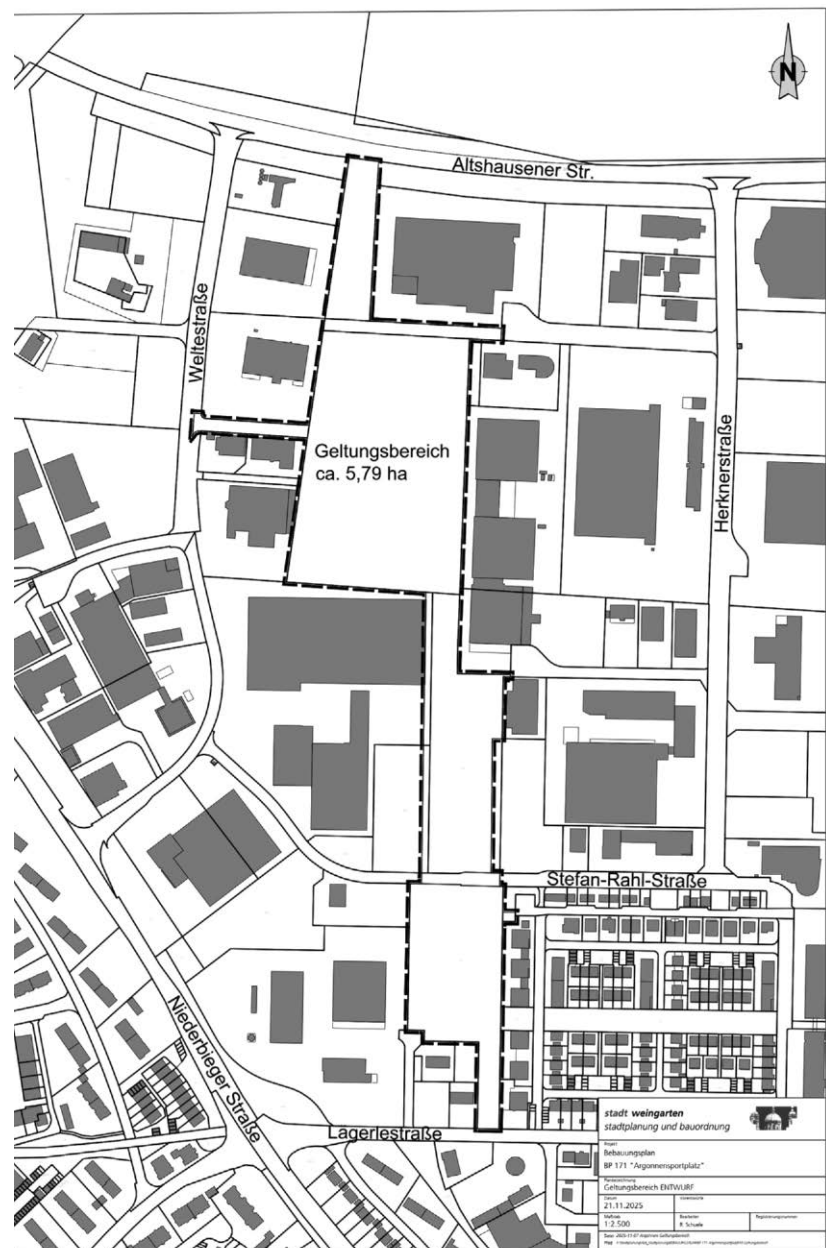 N
Altshausener Str.
Weltestraße
Herknerstraße
Geltungsbereich
ca. 5,79 ha
Stefan-Rahl-Straße
Niederbieger Straße
Lagerlestraße
stadt weingarten
stadtplanung und bauordnung
Projekt
Bebauungsplan
BP 171 "Argonnensportplatz"
Geltungsbereich ENTWURF
Datum
21.11.2025
Maßstab
1:2.500
Bearbeiter
R. Schuele